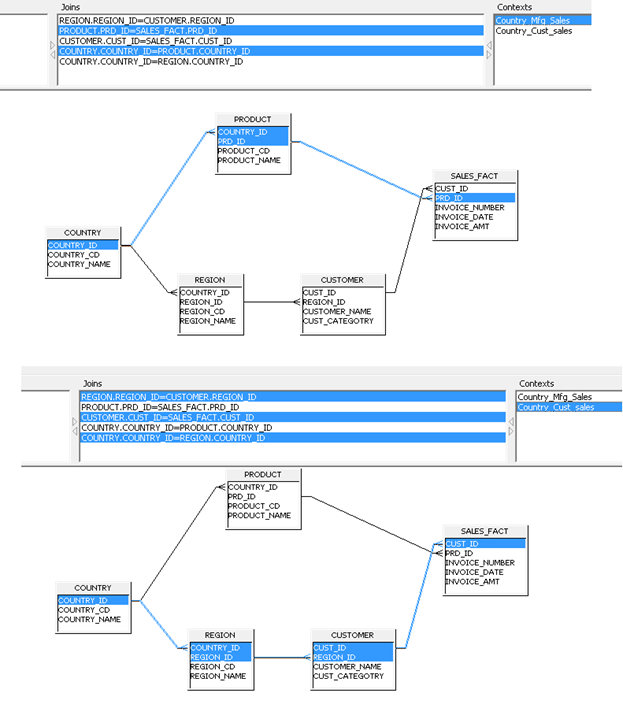 Joins
Contexts
REGION.REGION_ID=CUSTOMER.REGION_ID
PRODUCT.PRD_ID=SALES_FACT.PRD_ID
CUSTOMER.CUST_ID=SALES_FACT.CUST_ID
COUNTRY.COUNTRY_ID=PRODUCT.COUNTRY_ID
COUNTRY.COUNTRY_ID=REGION.COUNTRY_ID
Country_Mfg_Sales
Country_Cust_sales
PRODUCT
COUNTRY_ID
PRD_ID
PRODUCT_CD
PRODUCT_NAME
SALES_FACT
CUST_ID
PRD_ID
INVOICE_NUMBER
INVOICE_DATE
INVOICE_AMT
COUNTRY
COUNTRY_ID
COUNTRY_CD
COUNTRY_NAME
REGION
COUNTRY_ID
REGION_ID
REGION_CD
REGION_NAME
CUSTOMER
CUST_ID
REGION_ID
CUSTOMER_NAME
CUST_CATEGOTRY
Joins
Contexts
REGION.REGION_ID=CUSTOMER.REGION_ID
PRODUCT.PRD_ID=SALES_FACT.PRD_ID
CUSTOMER.CUST_ID=SALES_FACT.CUST_ID
COUNTRY.COUNTRY_ID=PRODUCT.COUNTRY_ID
COUNTRY.COUNTRY_ID=REGION.COUNTRY_ID
Country_Mfg_Sales
Country_Cust_sales
PRODUCT
COUNTRY_ID
PRD_ID
PRODUCT_CD
PRODUCT_NAME
SALES_FACT
CUST_ID
PRD_ID
INVOICE_NUMBER
INVOICE_DATE
INVOICE_AMT
COUNTRY
COUNTRY_ID
COUNTRY_CD
COUNTRY_NAME
REGION
COUNTRY_ID
REGION_ID
REGION_CD
REGION_NAME
CUSTOMER
CUST_ID
REGION_ID
CUSTOMER_NAME
CUST_CATEGOTRY